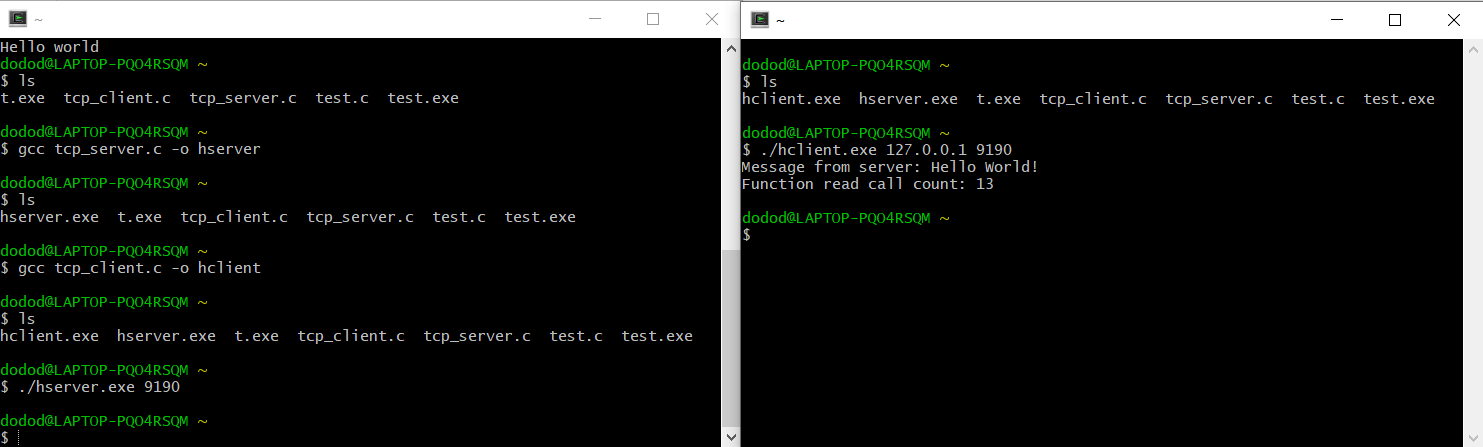 ~
Hello world
dodod@LAPTOP-PQO4RSQM ~
$ ls
t.exe  tcp_client.c  tcp_server.c  test.c  test.exe
dodod@LAPTOP-PQO4RSQM ~
$ gcc tcp_server.c -o hserver
dodod@LAPTOP-PQO4RSQM ~
$ ls
hserver.exe  t.exe  tcp_client.c  tcp_server.c  test.c  test.exe
dodod@LAPTOP-PQO4RSQM ~
$ gcc tcp_client.c -o hclient
dodod@LAPTOP-PQO4RSQM ~
$ ls
hclient.exe  hserver.exe  t.exe  tcp_client.c  tcp_server.c  test.c  test.exe
dodod@LAPTOP-PQO4RSQM ~
$ ./hserver.exe 9190
dodod@LAPTOP-PQO4RSQM ~
$
~
dodod@LAPTOP-PQO4RSQM ~
$ ls
hclient.exe  hserver.exe  t.exe  tcp_client.c  tcp_server.c  test.c  test.exe
dodod@LAPTOP-PQO4RSQM ~
$ ./hclient.exe 127.0.0.1 9190
Message from server: Hello World!
Function read call count: 13
dodod@LAPTOP-PQO4RSQM ~
$